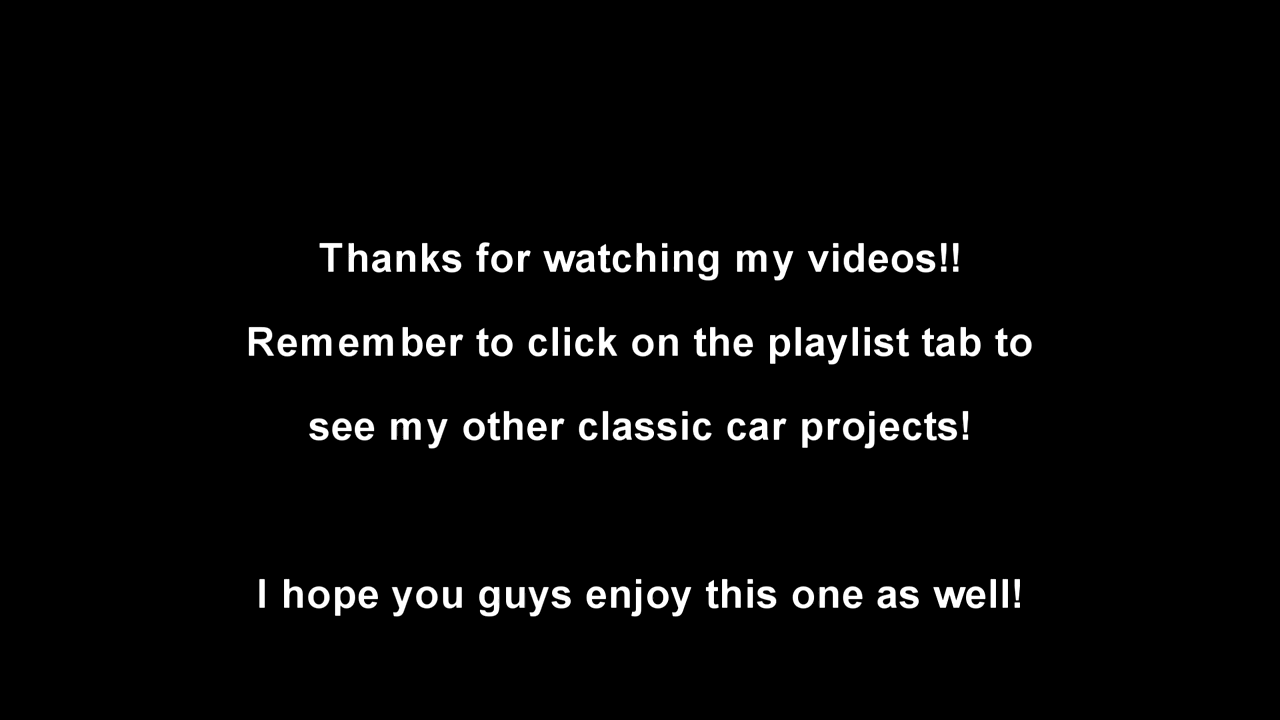 Thanks for watching my videos!!
Remember to click on the playlist tab to
see my other classic car projects!
I hope you guys enjoy this one as well!